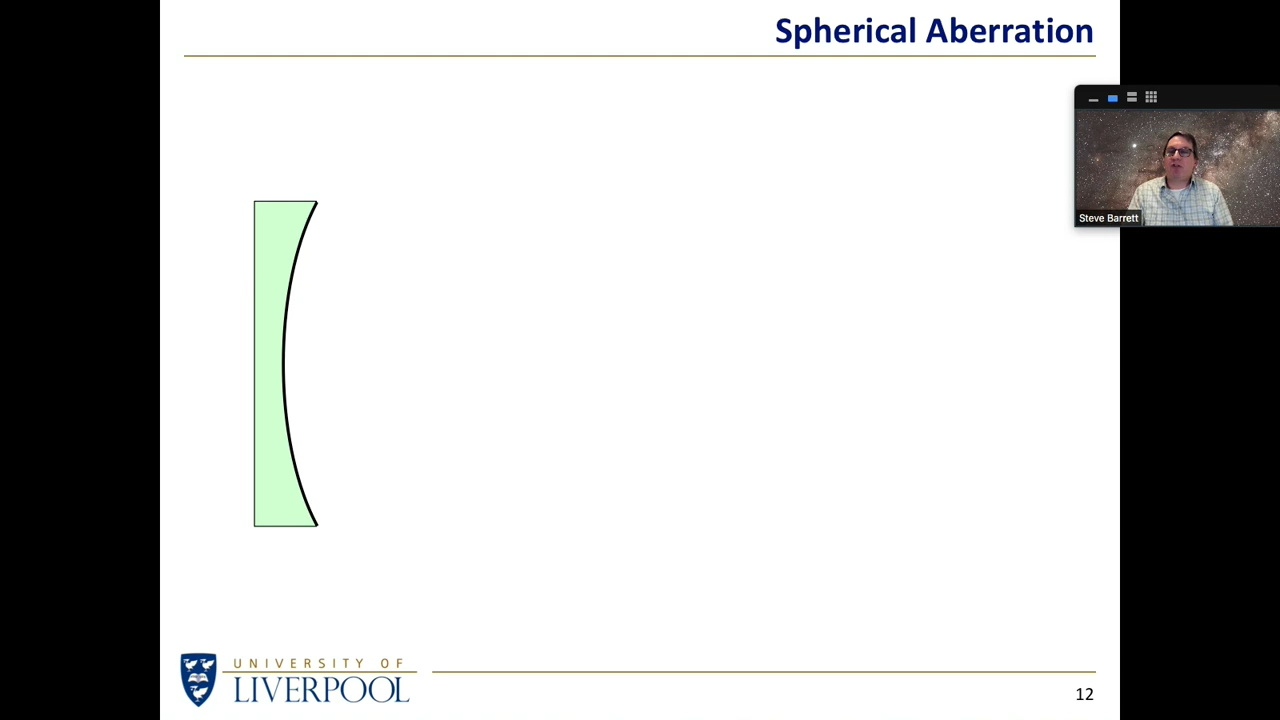 Spherical Aberration
Steve Barrett
UNIVERSITY OF
LIVERPOOL
12